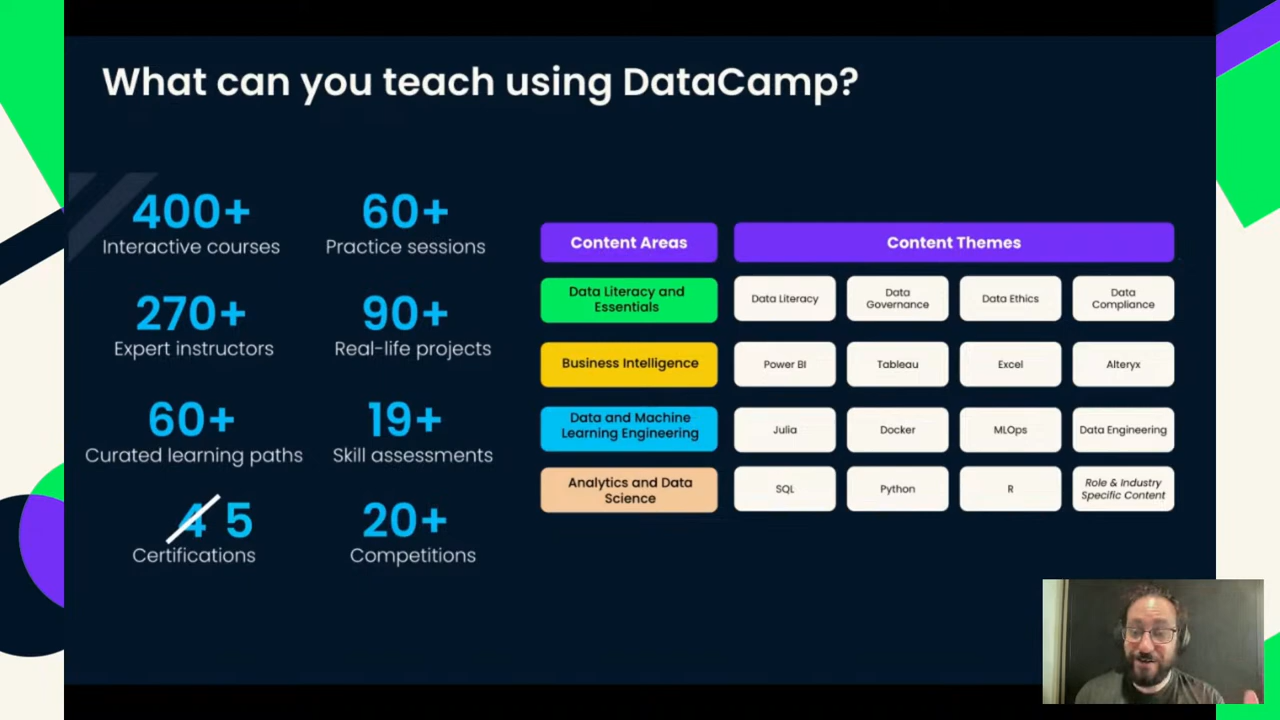 What can you teach using DataCamp?
400+
Interactive courses
60+
Practice sessions
270+
Expert instructors
90+
Real-life projects
60+
Curated learning paths
19+
Skill assessments
4 5
Certifications
20+
Competitions
Content Areas
Content Themes
Data Literacy and
Essentials
Data Literacy
Data
Governance
Data Ethics
Data
Compliance
Business Intelligence
Power BI
Tableau
Excel
Alteryx
Data and Machine
Learning Engineering
Julia
Docker
MLOps
Data Engineering
Analytics and Data
Science
SQL
Python
R
Role & Industry
Specific Content